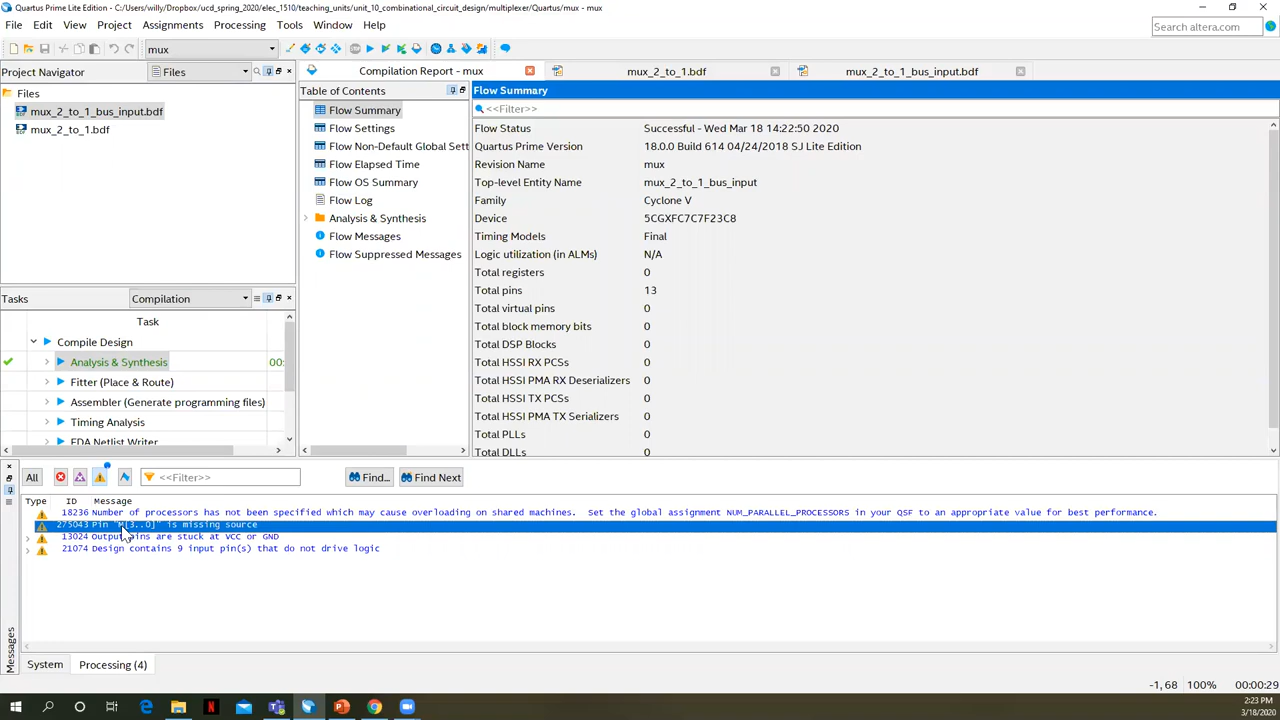 Quartus Prime Lite Edition - C:/Users/willy/Dropbox/ucd_spring_2020/elec_1510/teaching_units/unit_10_combinational_circuit_design/multiplexer/Quartus/mux - mux
File Edit View Project Assignments Processing Tools Window Help
Search altera.com
mux
Project Navigator Files
Files
mux_2_to_1_bus_input.bdf
mux_2_to_1.bdf
Tasks Compilation
Task
Compile Design
Analysis & Synthesis 00:
Fitter (Place & Route)
Assembler (Generate programming files)
Timing Analysis
EDA Netlist Writer
Compilation Report - mux mux_2_to_1.bdf mux_2_to_1_bus_input.bdf
Table of Contents
Flow Summary
Flow Settings
Flow Non-Default Global Sett
Flow Elapsed Time
Flow OS Summary
Flow Log
Analysis & Synthesis
Flow Messages
Flow Suppressed Messages
Flow Summary
<<Filter>>
Flow Status Successful - Wed Mar 18 14:22:50 2020
Quartus Prime Version 18.0.0 Build 614 04/24/2018 SJ Lite Edition
Revision Name mux
Top-level Entity Name mux_2_to_1_bus_input
Family Cyclone V
Device 5CGXFC7C7F23C8
Timing Models Final
Logic utilization (in ALMs) N/A
Total registers 0
Total pins 13
Total virtual pins 0
Total block memory bits 0
Total DSP Blocks 0
Total HSSI RX PCSs 0
Total HSSI PMA RX Deserializers 0
Total HSSI TX PCSs 0
Total HSSI PMA TX Serializers 0
Total PLLs 0
Total DLLs 0
All <<Filter>> Find... Find Next
Type ID Message
18236 Number of processors has not been specified which may cause overloading on shared machines. Set the global assignment NUM_PARALLEL_PROCESSORS in your QSF to an appropriate value for best performance.
275043 Pin "M[3..0]" is missing source
13024 Output pins are stuck at VCC or GND
21074 Design contains 9 input pin(s) that do not drive logic
Messages
System Processing (4)
-1, 68 100% 00:00:29
2:23 PM
3/18/2020